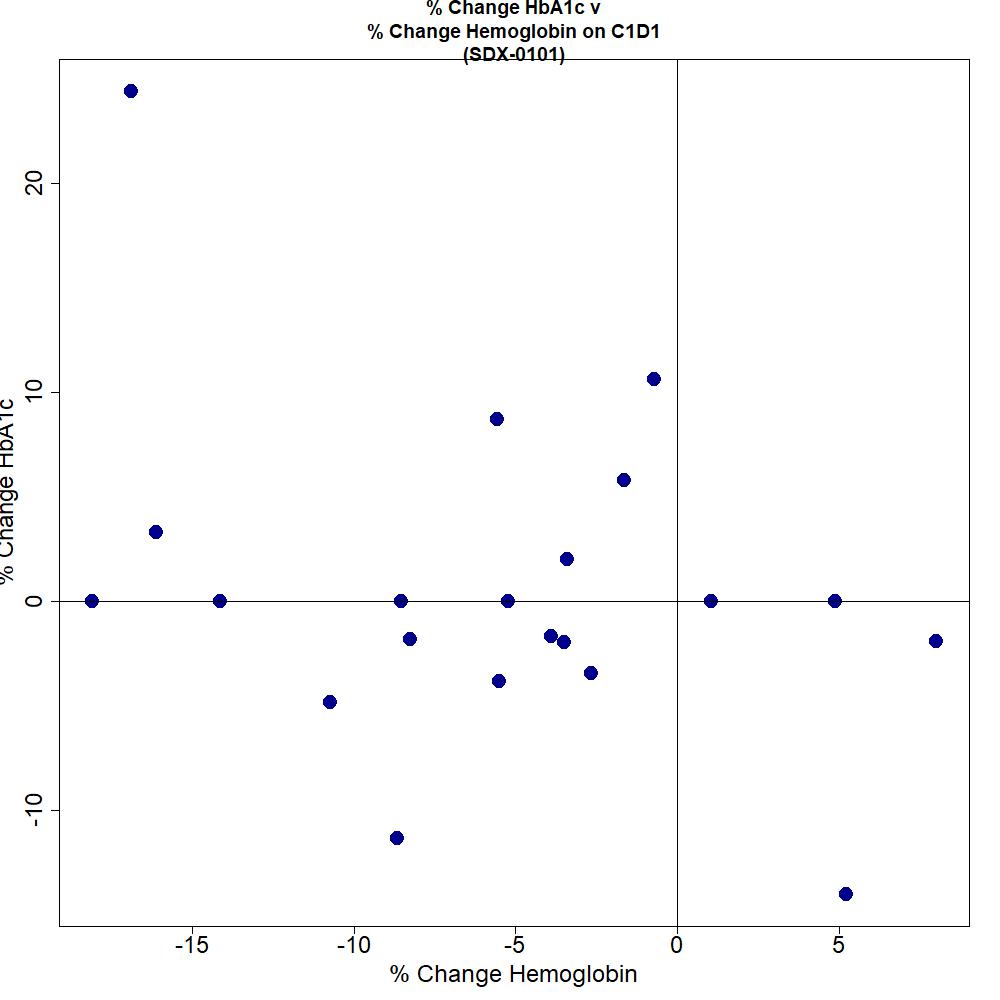 % Change HbA1c v
% Change Hemoglobin on C1D1
(SDX-0101)
% Change HbA1c
20
10
0
-10
-15
-10
-5
0
5
% Change Hemoglobin